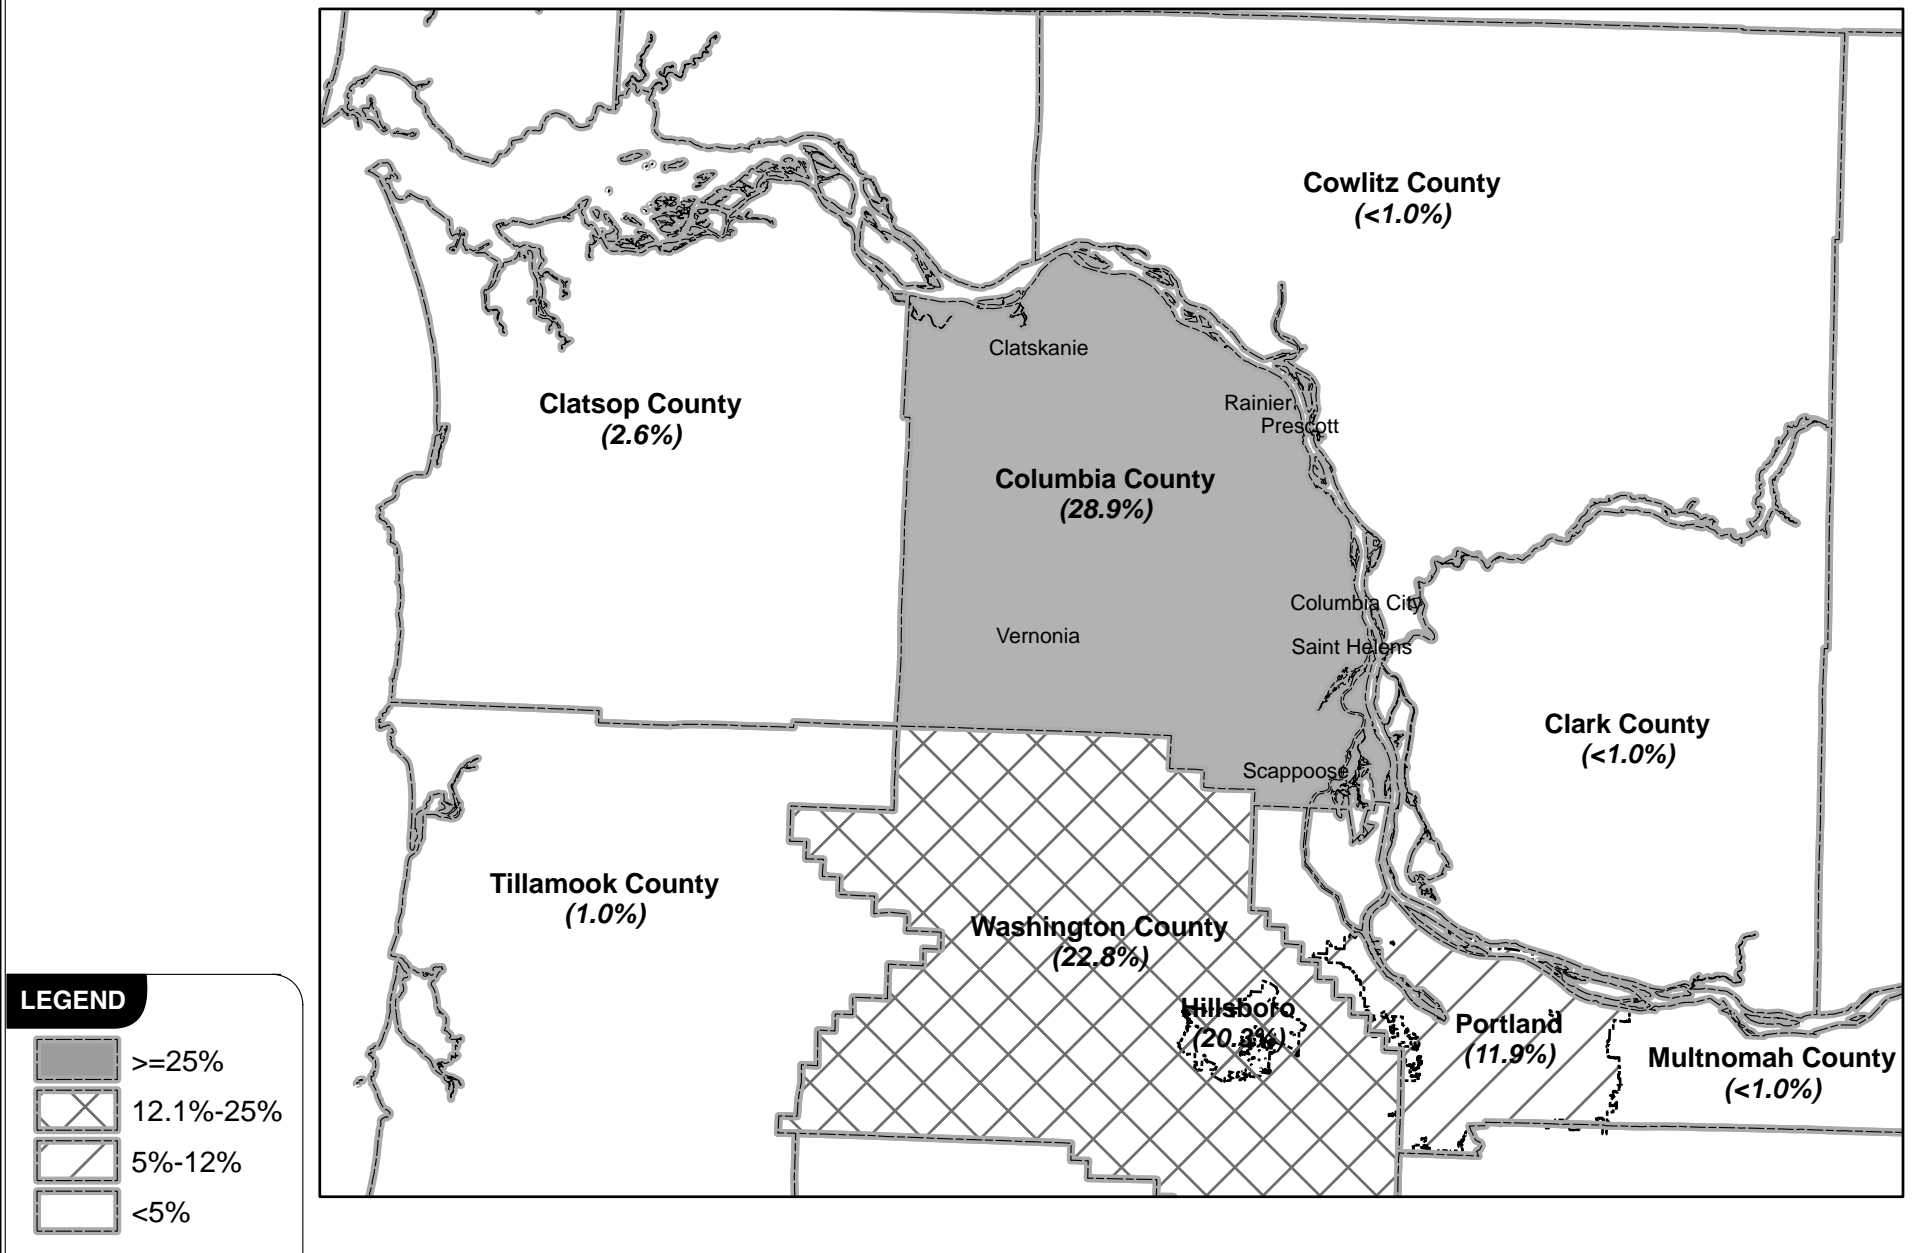 Cowlitz County
(<1.0%)
Clatskanie
Rainier
Prescott
Clatsop County
(2.6%)
Columbia County
(28.9%)
Columbia City
Vernonia
Saint Helens
Clark County
(<1.0%)
Scappoose
Tillamook County
(1.0%)
Washington County
(22.8%)
Hillsboro
(20.3%)
Portland
(11.9%)
Multnomah County
(<1.0%)
LEGEND
>=25%
12.1%-25%
5%-12%
<5%